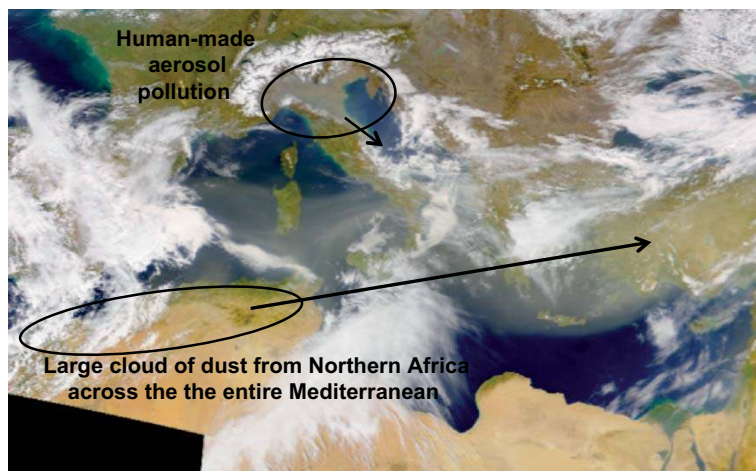 Human-made
aerosol
pollution
Large cloud of dust from Northern Africa
across the the entire Mediterranean